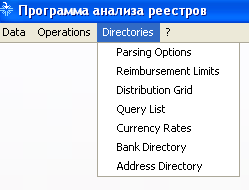 Программа анализа реестров
Data Operations Directories ?
Parsing Options
Reimbursement Limits
Distribution Grid
Query List
Currency Rates
Bank Directory
Address Directory